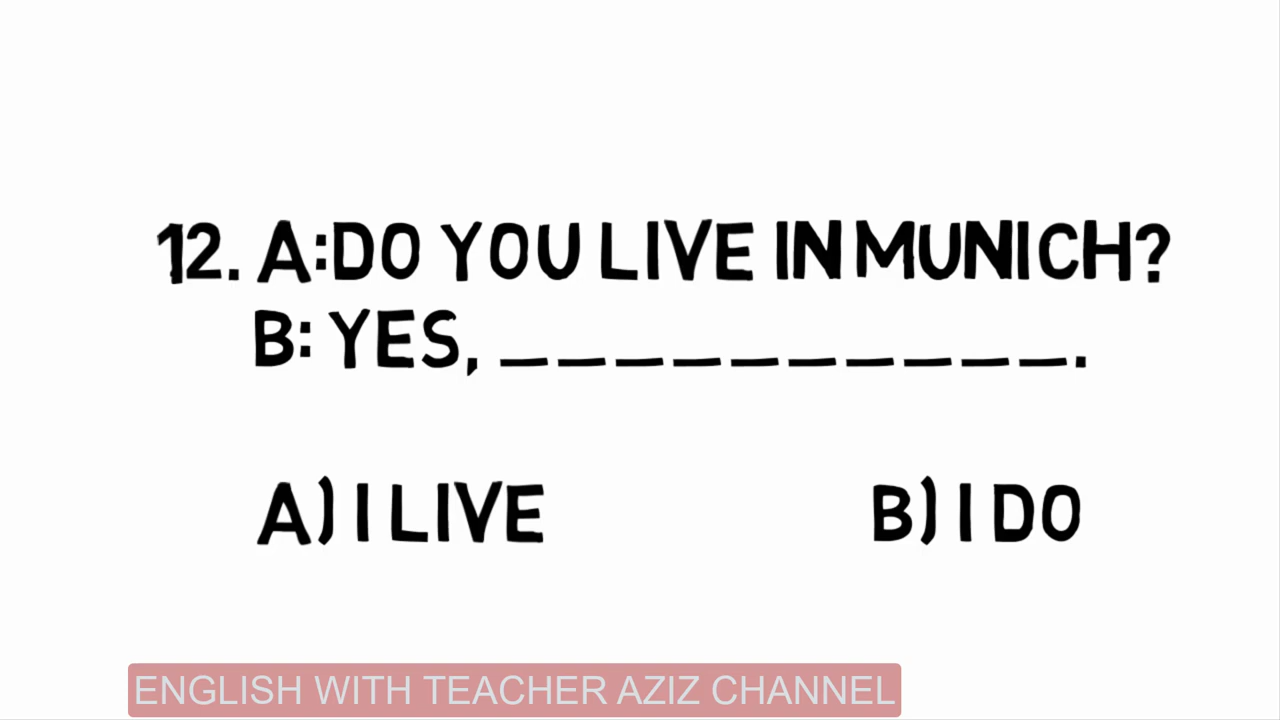 12. A:DO YOU LIVE IN MUNICH?
B: YES, ___________.
A) I LIVE B) I DO
ENGLISH WITH TEACHER AZIZ CHANNEL